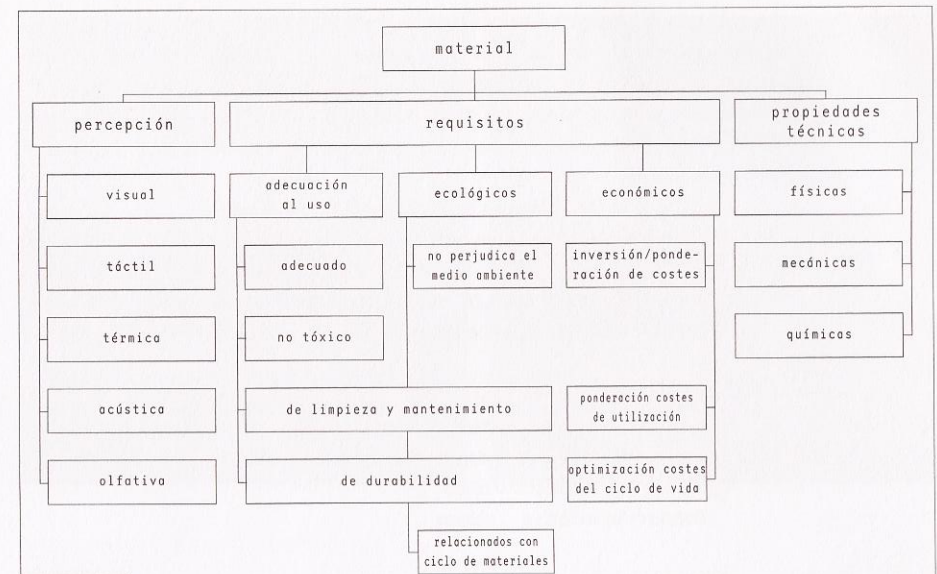 material
percepción
requisitos
propiedades
técnicas
visual
táctil
térmica
acústica
olfativa
adecuación
al uso
adecuado
no tóxico
ecológicos
no perjudica el
medio ambiente
de limpieza y mantenimiento
de durabilidad
relacionados con
ciclo de materiales
económicos
inversión/ponde-
ración de costes
ponderación costes
de utilización
optimización costes
del ciclo de vida
físicas
mecánicas
químicas